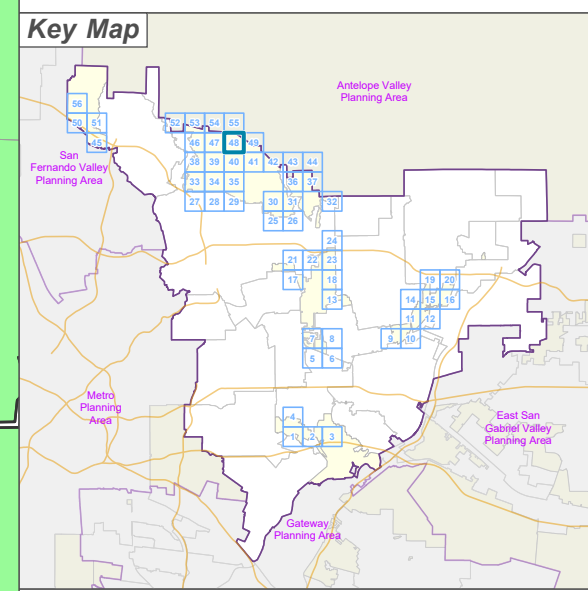 Key Map
Antelope Valley
Planning Area
56
50 51
52 53 54 55
45
46 47 48 49
San
Fernando Valley
Planning Area
38 39 40 41 42 43 44
33 34 35
36 37
27 28 29
30 31 32
25 26
24
21 22 23
17 18
19 20
13
14 15 16
11 12
7 8
9 10
5 6
Metro
Planning
Area
4
1 2 3
East San
Gabriel Valley
Planning Area
Gateway
Planning Area